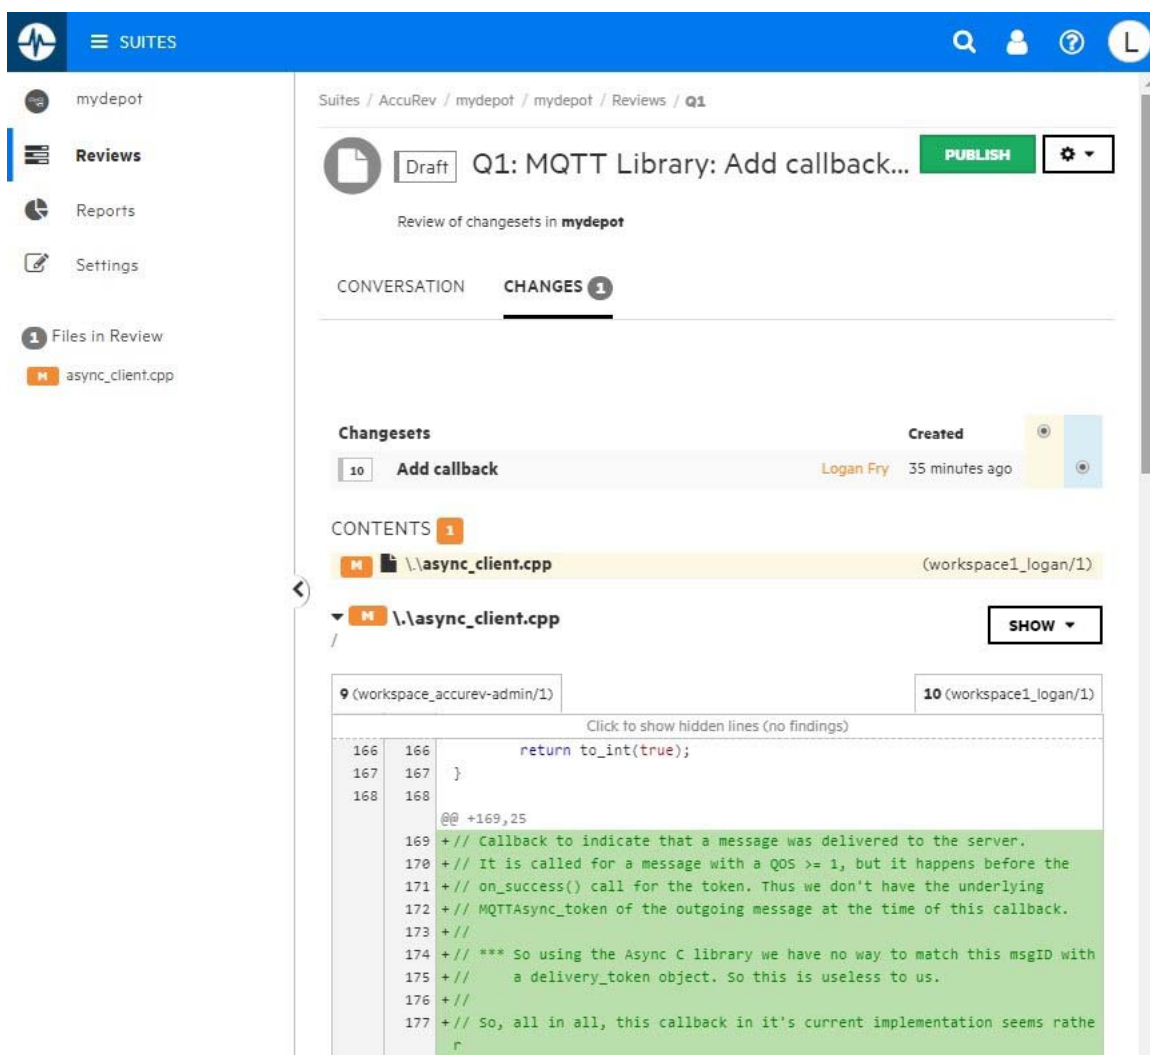 SUITES L
mydepot
Reviews
Reports
Settings
1 Files in Review
M async_client.cpp
Suites / AccuRev / mydepot / mydepot / Reviews / Q1
Draft Q1: MQTT Library: Add callback... PUBLISH
Review of changesets in mydepot
CONVERSATION CHANGES 1
Changesets Created
10 Add callback Logan Fry 35 minutes ago
CONTENTS 1
M \.\async_client.cpp (workspace1_logan/1)
M \.\async_client.cpp SHOW
/
9 (workspace_accurev-admin/1) 10 (workspace1_logan/1)
Click to show hidden lines (no findings)
166 166 return to_int(true);
167 167 }
168 168
@@ +169,25
169 +// Callback to indicate that a message was delivered to the server.
170 +// It is called for a message with a QOS >= 1, but it happens before the
171 +// on_success() call for the token. Thus we don't have the underlying
172 +// MQTTAsync_token of the outgoing message at the time of this callback.
173 +//
174 +// *** So using the Async C library we have no way to match this msgID with
175 +// a delivery_token object. So this is useless to us.
176 +//
177 +// So, all in all, this callback in it's current implementation seems rathe
r